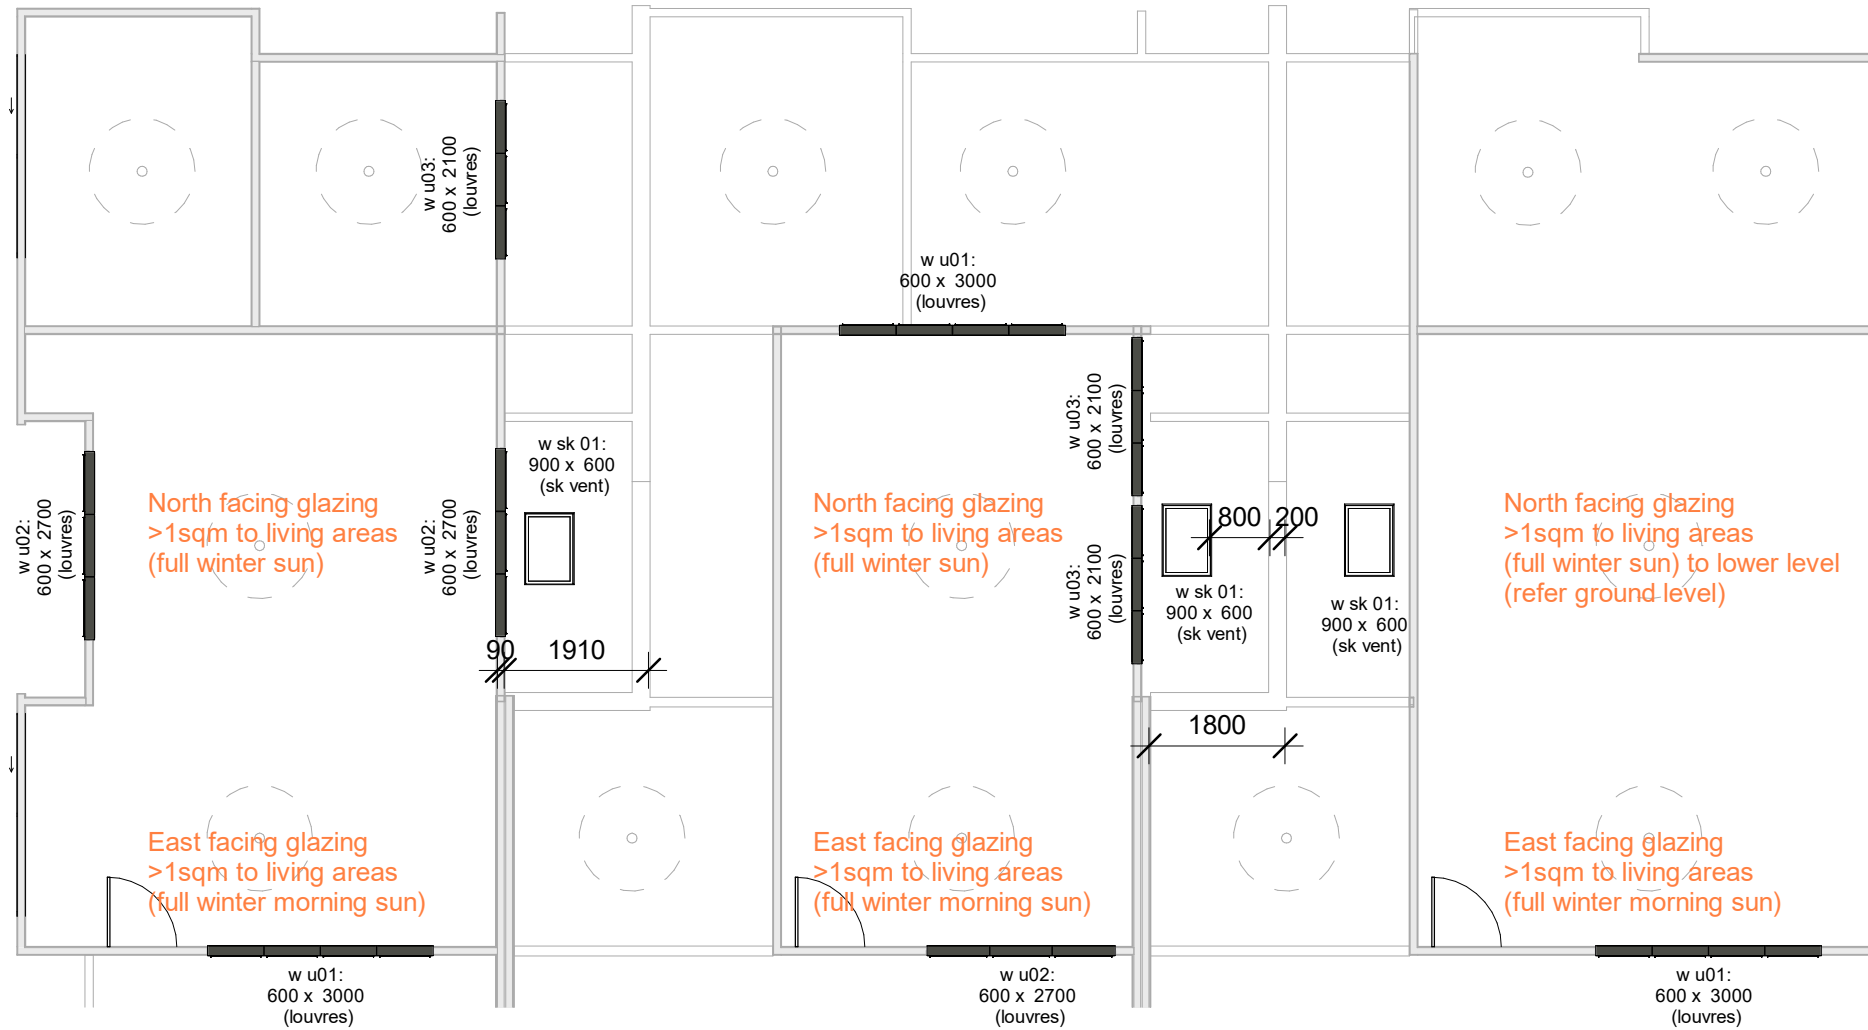 w u03:
600 x 2100
(louvres)
w u01:
600 x 3000
(louvres)
w u03:
600 x 2100
(louvres)
w sk 01:
900 x 600
(sk vent)
w u02:
600 x 2700
(louvres)
North facing glazing
>1sqm to living areas
(full winter sun)
w u02:
600 x 2700
(louvres)
North facing glazing
>1sqm to living areas
(full winter sun)
w u03:
600 x 2100
(louvres)
800
200
w sk 01:
900 x 600
(sk vent)
w sk 01:
900 x 600
(sk vent)
North facing glazing
>1sqm to living areas
(full winter sun) to lower level
(refer ground level)
90
1910
1800
East facing glazing
>1sqm to living areas
(full winter morning sun)
East facing glazing
>1sqm to living areas
(full winter morning sun)
East facing glazing
>1sqm to living areas
(full winter morning sun)
w u01:
600 x 3000
(louvres)
w u02:
600 x 2700
(louvres)
w u01:
600 x 3000
(louvres)